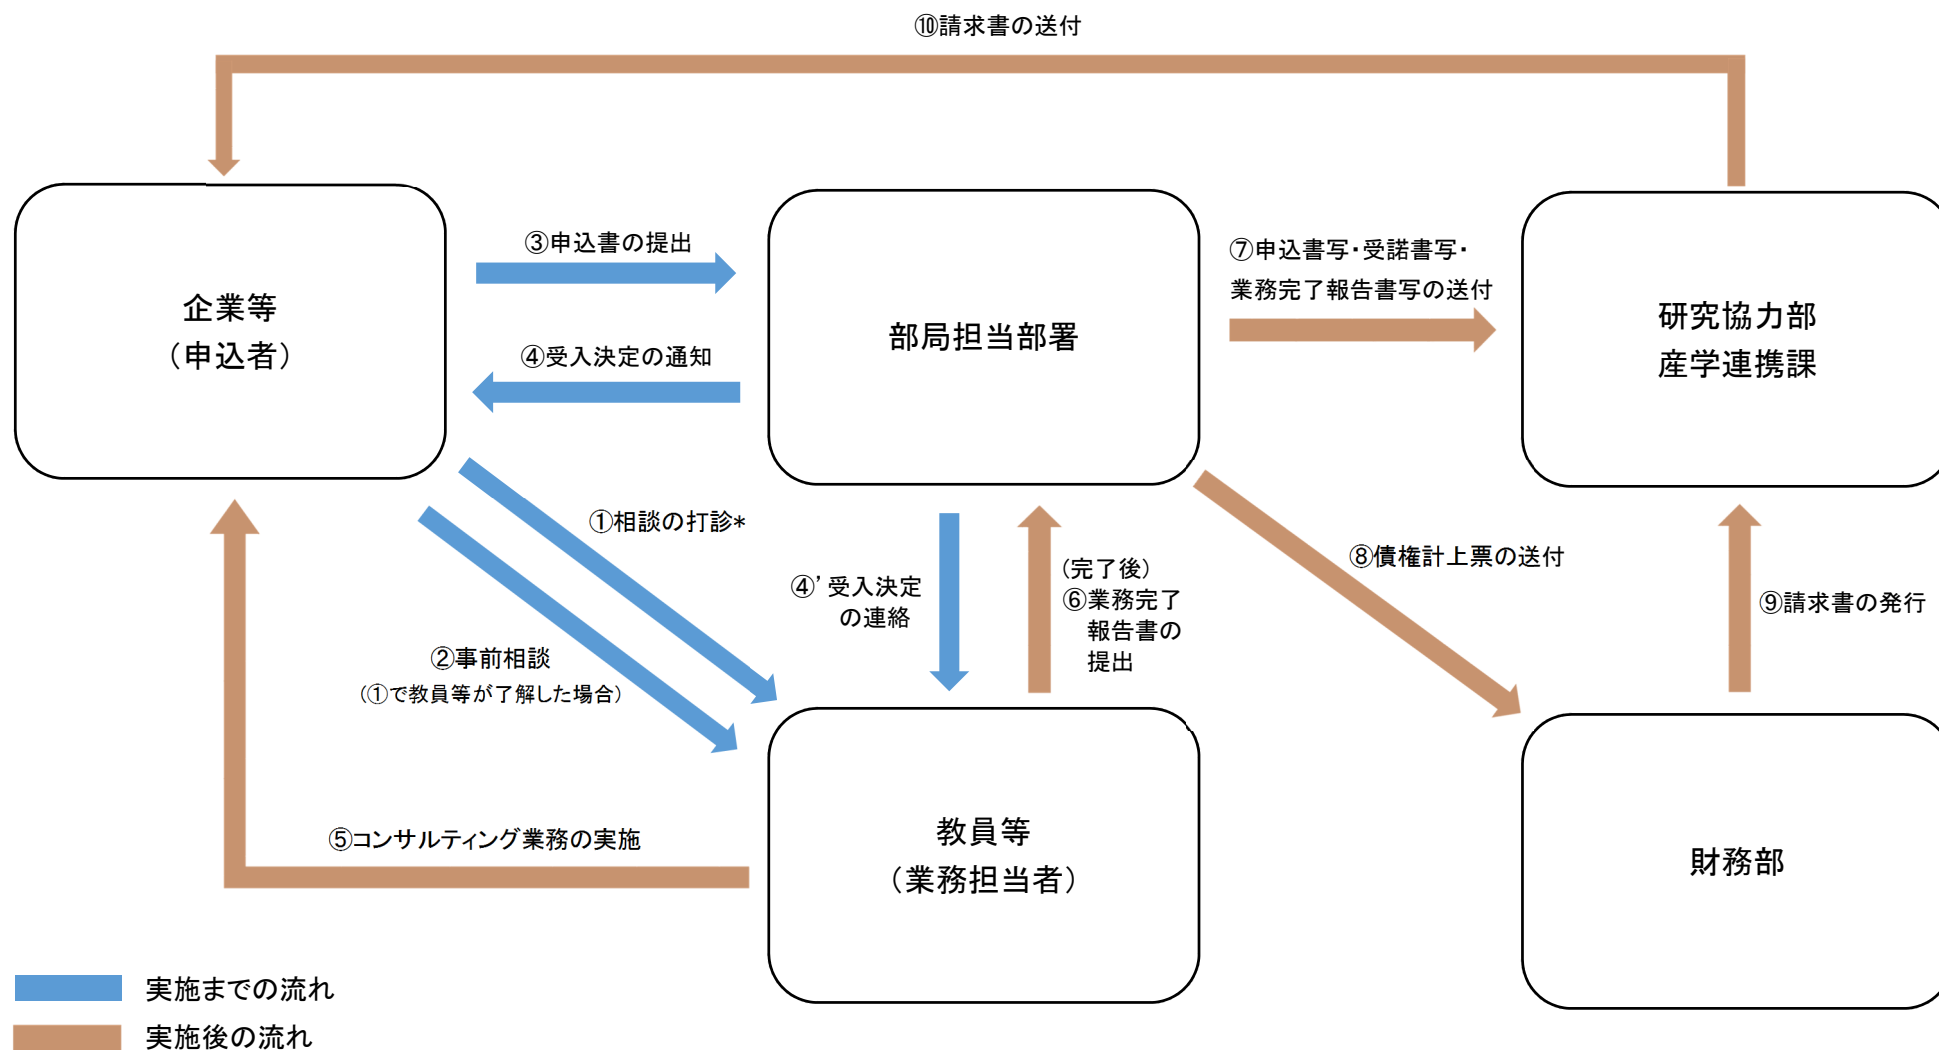 ⑩請求書の送付
③申込書の提出
⑦申込書写・受諾書写・
業務完了報告書写の送付
企業等
（申込者）
④受入決定の通知
部局担当部署
研究協力部
産学連携課
①相談の打診*
④’受入決定
の連絡
(完了後)
⑥業務完了
報告書の
提出
⑧債権計上票の送付
⑨請求書の発行
②事前相談
（①で教員等が了解した場合）
⑤コンサルティング業務の実施
教員等
（業務担当者）
財務部
実施までの流れ
実施後の流れ